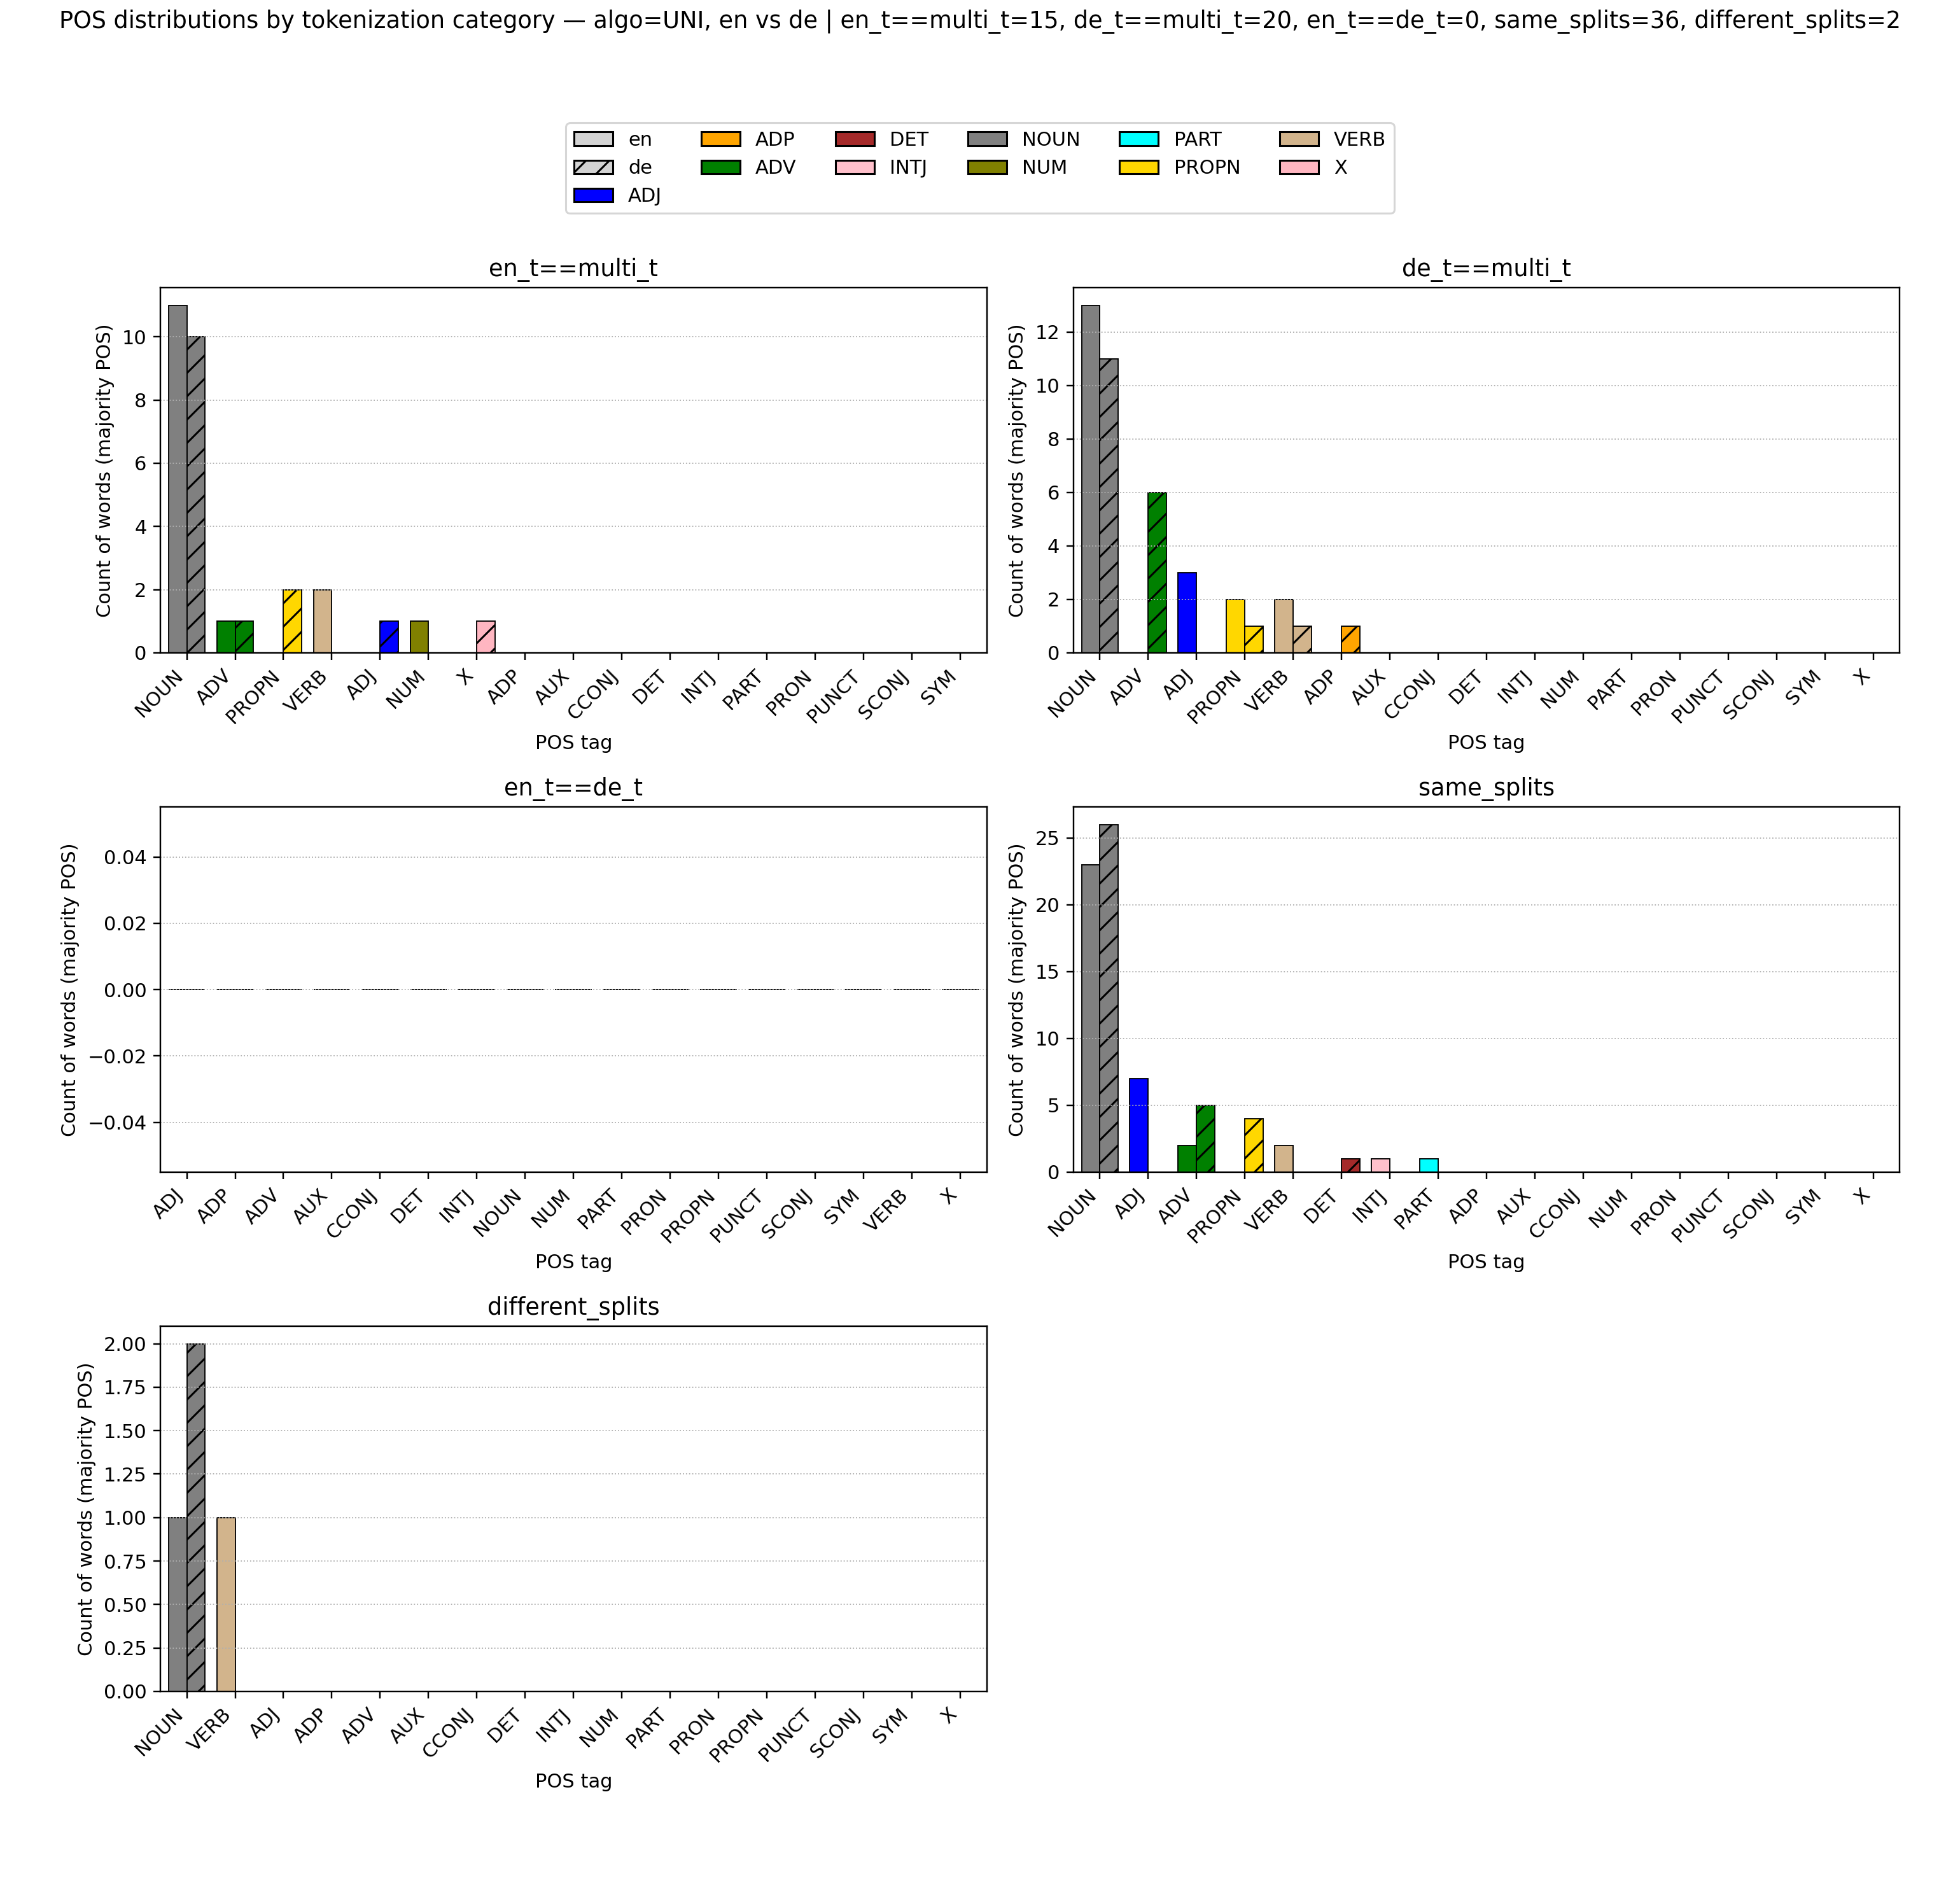 POS distributions by tokenization category — algo=UNI, en vs de | en_t==multi_t=15, de_t==multi_t=20, en_t==de_t=0, same_splits=36, different_splits=2
en ADP DET NOUN PART VERB
de ADV INTJ NUM PROPN X
ADJ
en_t==multi_t
Count of words (majority POS)
10
8
6
4
2
0
NOUN ADV PROPN VERB ADJ NUM X ADP AUX CCONJ DET INTJ PART PRON PUNCT SCONJ SYM
POS tag
de_t==multi_t
Count of words (majority POS)
12
10
8
6
4
2
0
NOUN ADV ADJ PROPN VERB ADP AUX CCONJ DET INTJ NUM PART PRON PUNCT SCONJ SYM X
POS tag
en_t==de_t
Count of words (majority POS)
0.04
0.02
0.00
−0.02
−0.04
ADJ ADP ADV AUX CCONJ DET INTJ NOUN NUM PART PRON PROPN PUNCT SCONJ SYM VERB X
POS tag
same_splits
Count of words (majority POS)
25
20
15
10
5
0
NOUN ADJ ADV PROPN VERB DET INTJ PART ADP AUX CCONJ NUM PRON PUNCT SCONJ SYM X
POS tag
different_splits
Count of words (majority POS)
2.00
1.75
1.50
1.25
1.00
0.75
0.50
0.25
0.00
NOUN VERB ADJ ADP ADV AUX CCONJ DET INTJ NUM PART PRON PROPN PUNCT SCONJ SYM X
POS tag